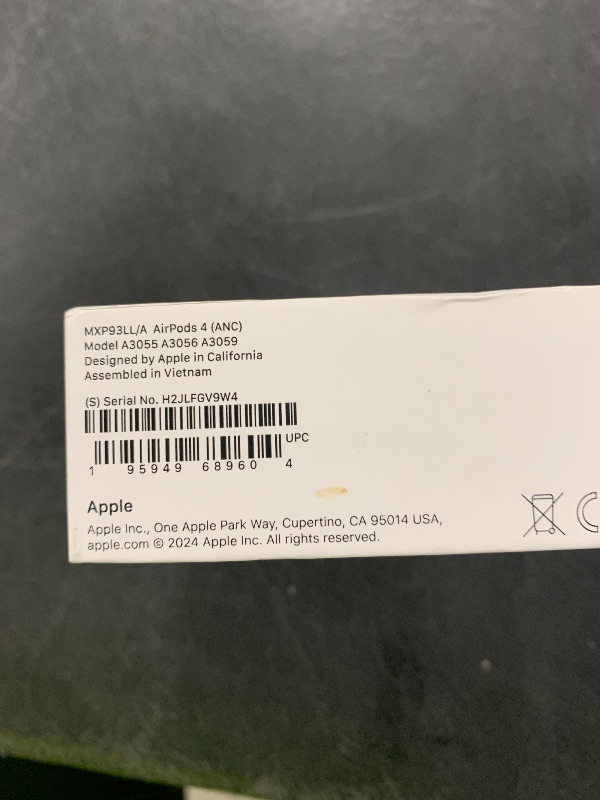 MXP93LL/A AirPods 4 (ANC)
Model A3055 A3056 A3059
Designed by Apple in California
Assembled in Vietnam
(S) Serial No. H2JLFGV9W4
UPC
1 95949 68960 4
Apple
Apple Inc., One Apple Park Way, Cupertino, CA 95014 USA,
apple.com © 2024 Apple Inc. All rights reserved.